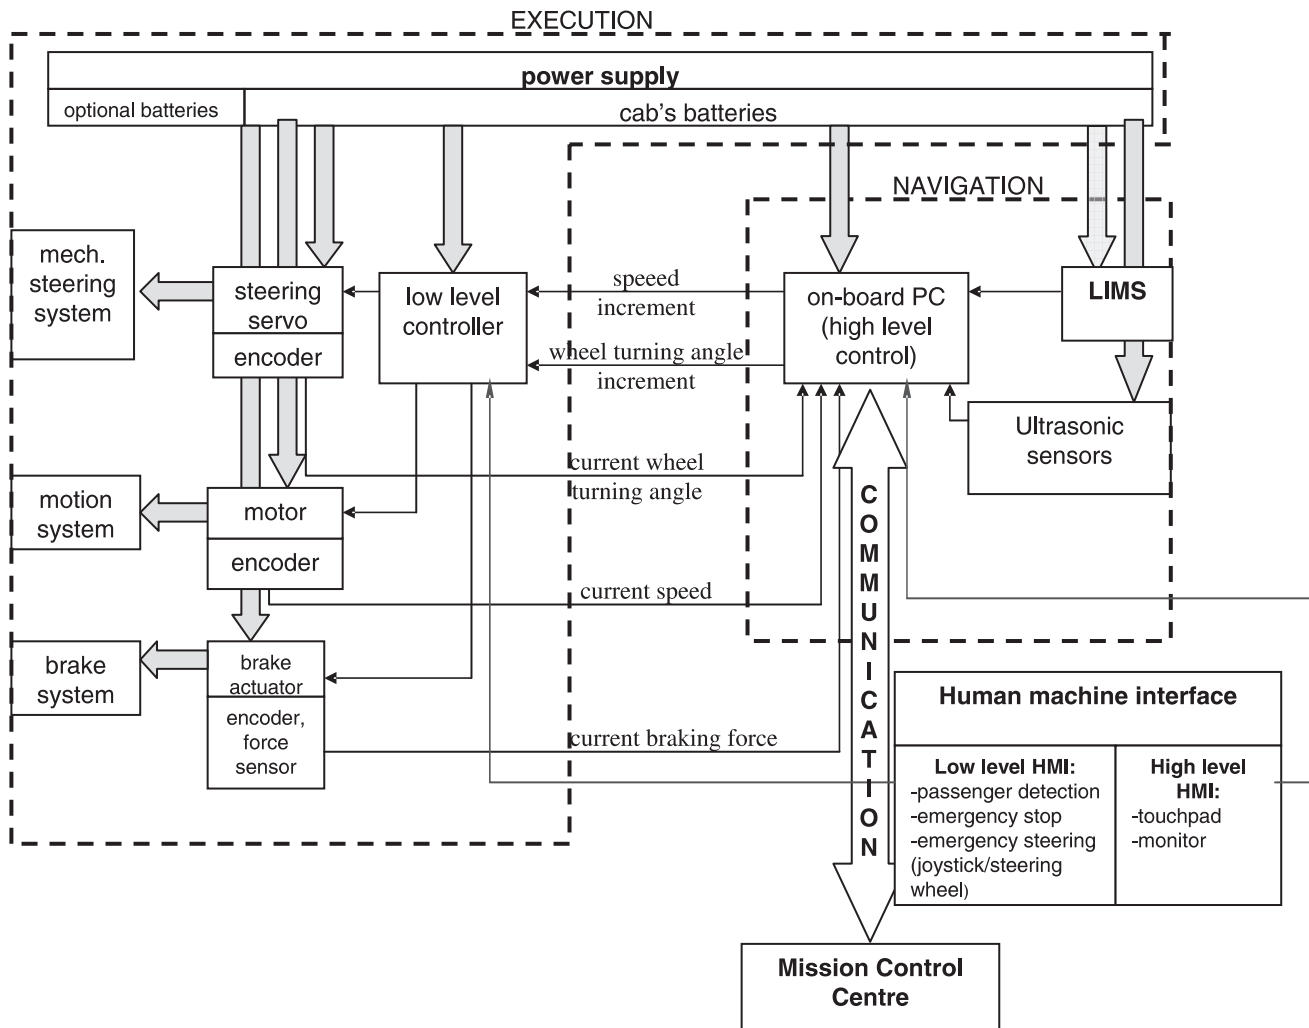 EXECUTION
power supply
optional batteries
cab's batteries
NAVIGATION
mech.
steering
system
steering
servo
encoder
low level
controller
speeed
increment
wheel turning angle
increment
on-board PC
(high level
control)
LIMS
Ultrasonic
sensors
current wheel
turning angle
motion
system
motor
encoder
current speed
COMMUNICATION
brake
system
brake
actuator
encoder,
force
sensor
current braking force
Human machine interface
Low level HMI:
-passenger detection
-emergency stop
-emergency steering
(joystick/steering
wheel)
High level
HMI:
-touchpad
-monitor
Mission Control
Centre